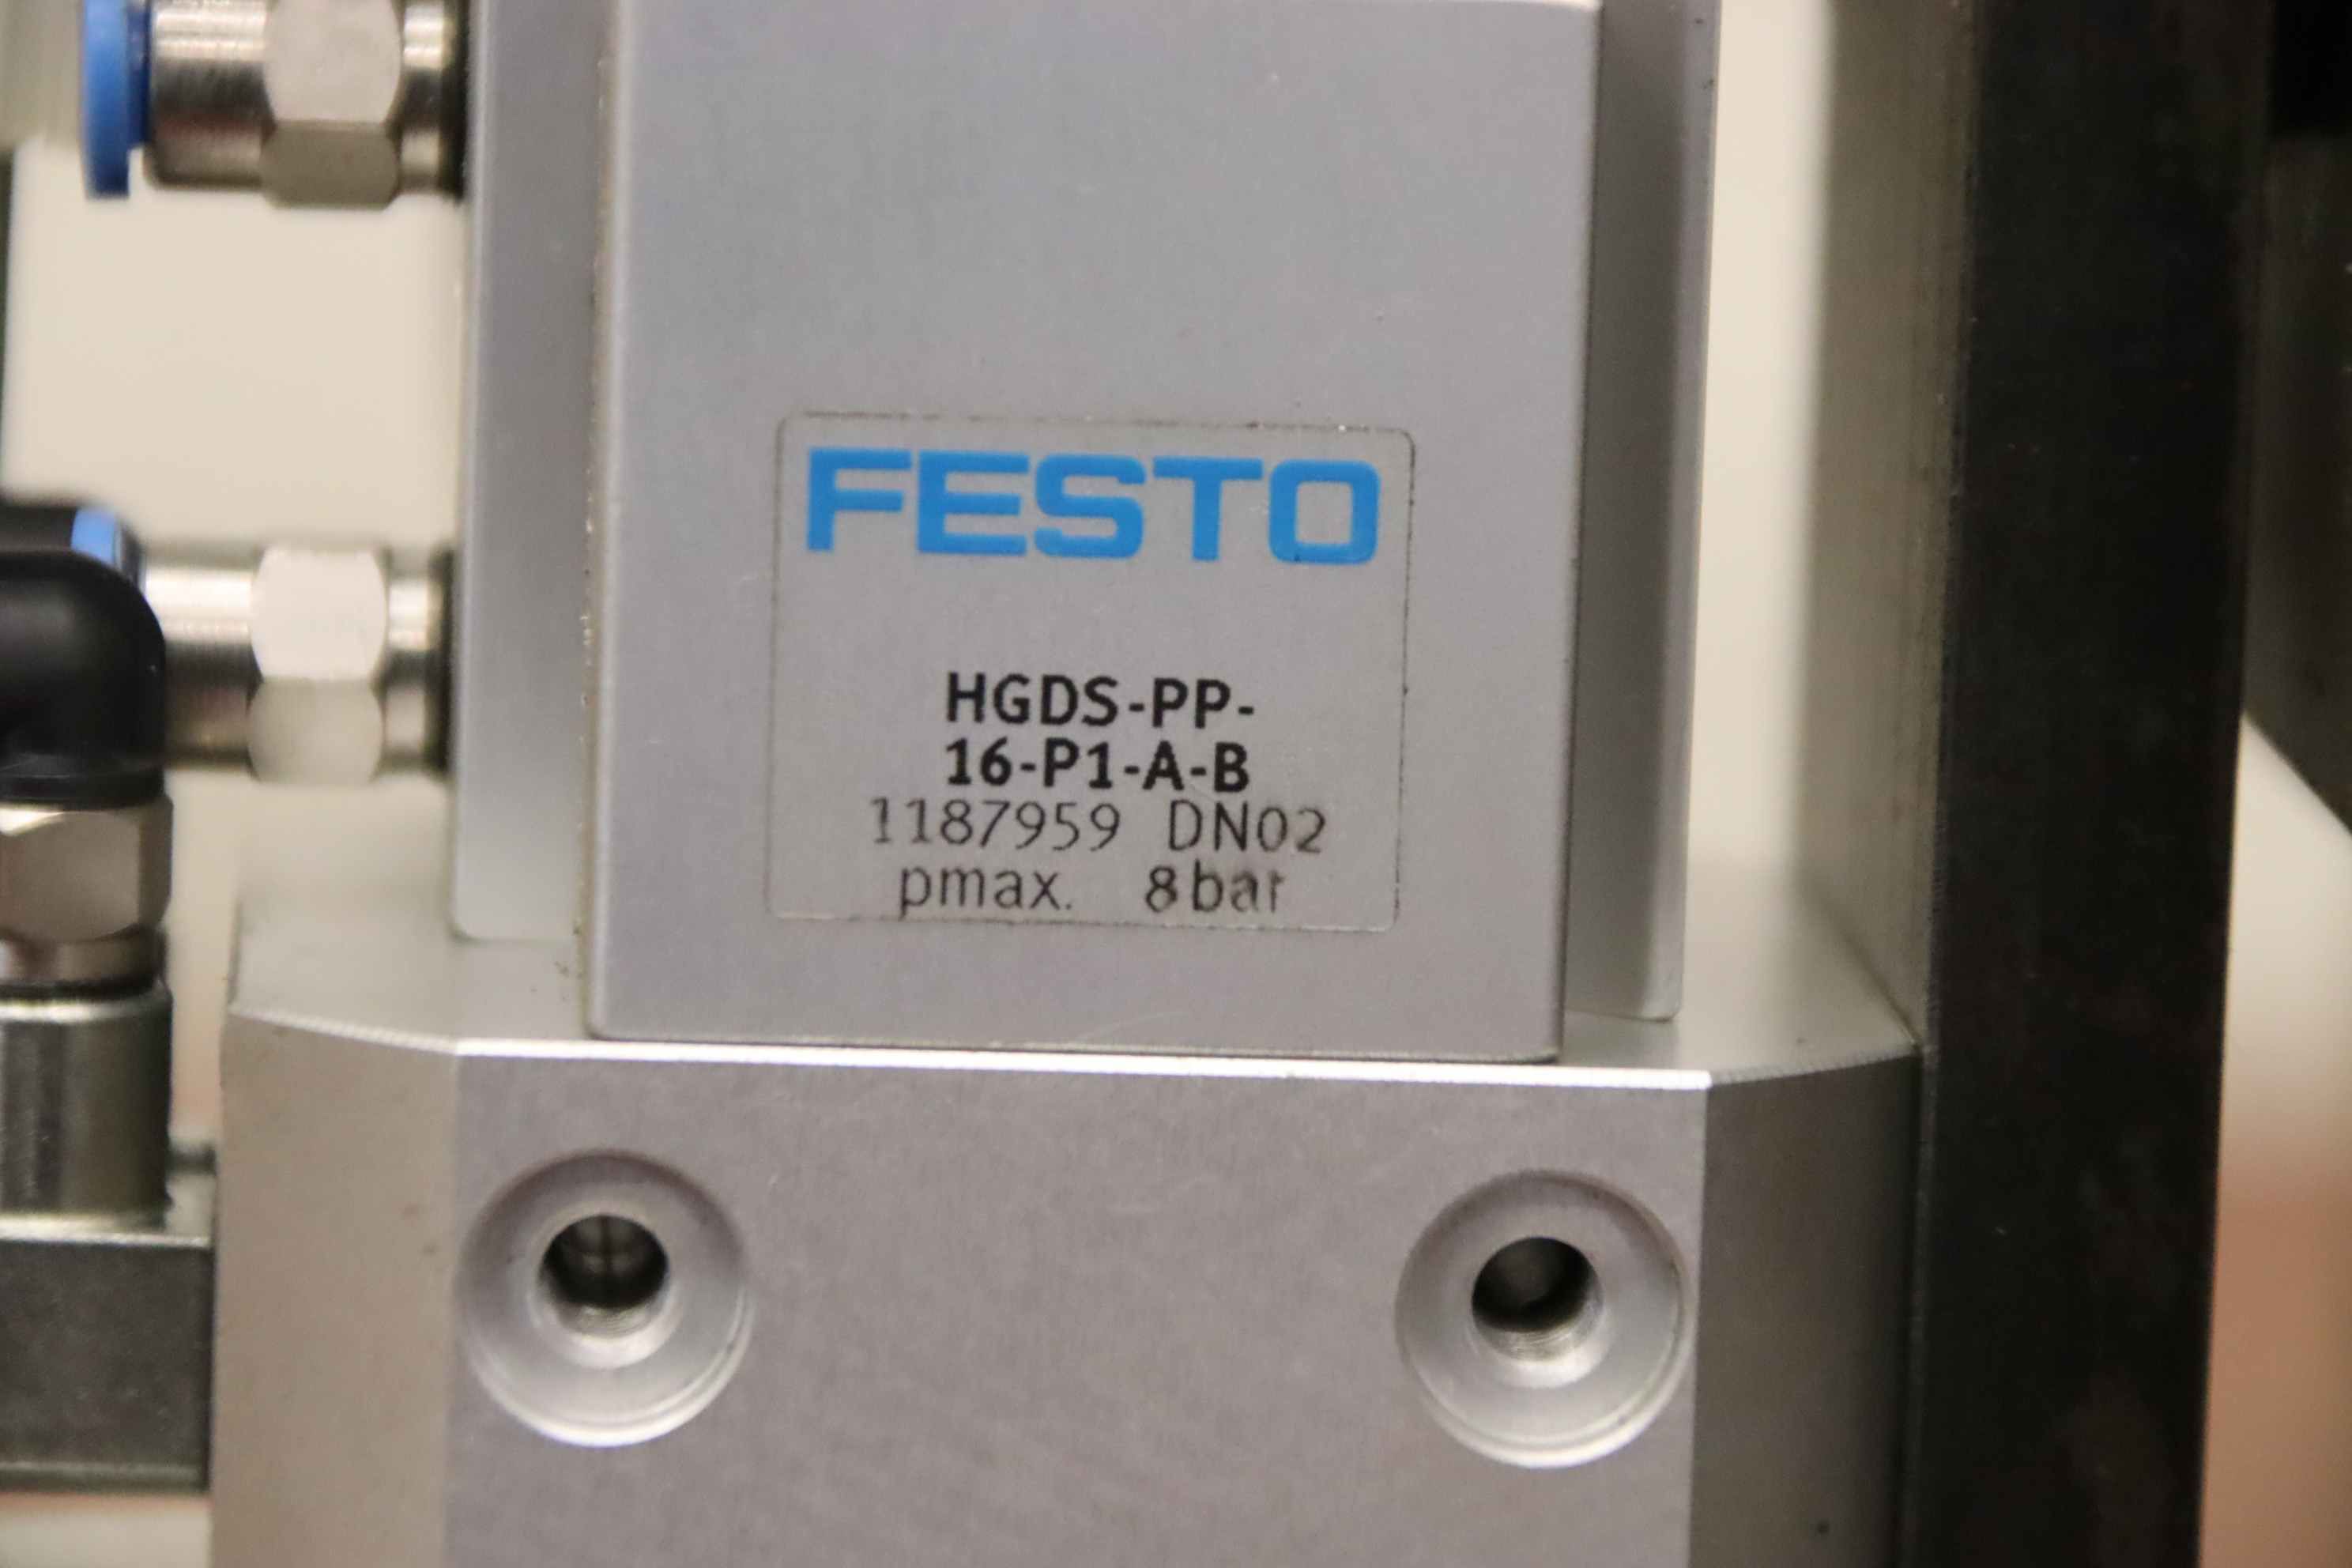 FESTO
HGDS-PP-
16-P1-A-B
1187959 DN02
pmax. 8bar